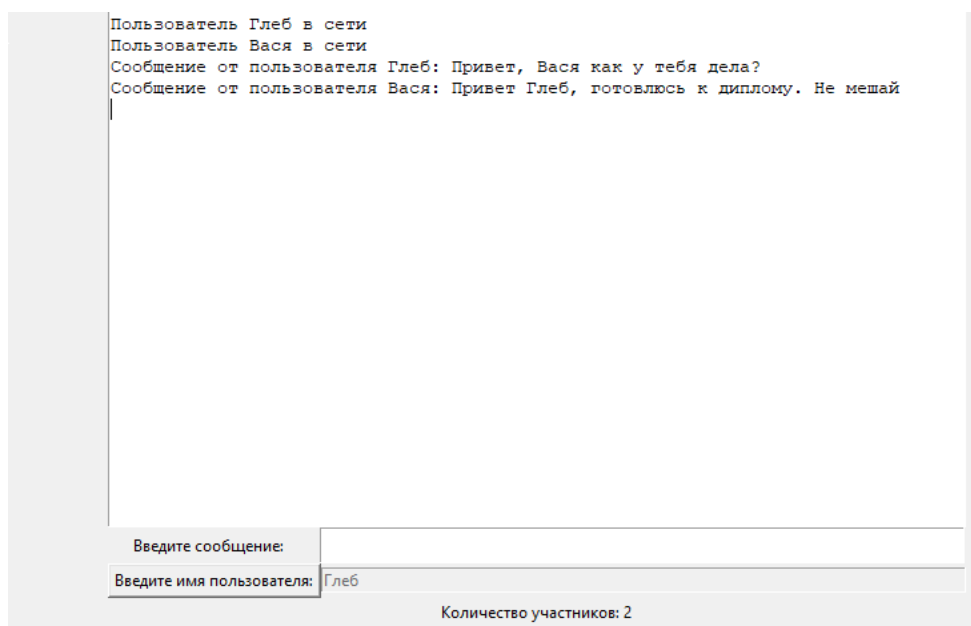 Пользователь Глеб в сети
Пользователь Вася в сети
Сообщение от пользователя Глеб: Привет, Вася как у тебя дела?
Сообщение от пользователя Вася: Привет Глеб, готовлюсь к диплому. Не мешай
Введите сообщение:
Введите имя пользователя: Глеб
Количество участников: 2